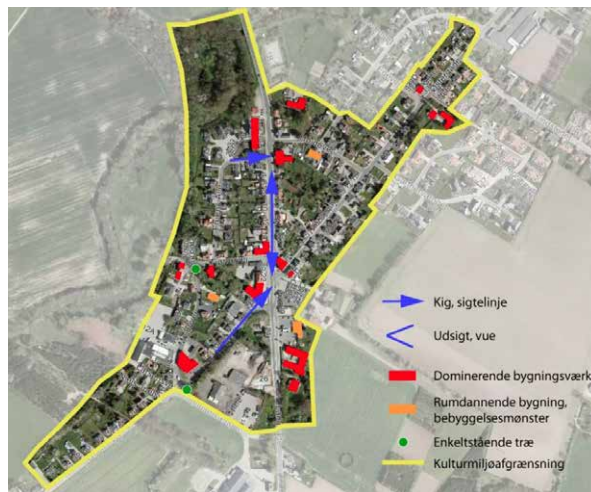 Kig, sigtelinje
Udsigt, vue
Dominerende bygningsværk
Rumdannende bygning,
bebyggelsesmønster
Enkeltstående træ
Kulturmiljøafgrænsning